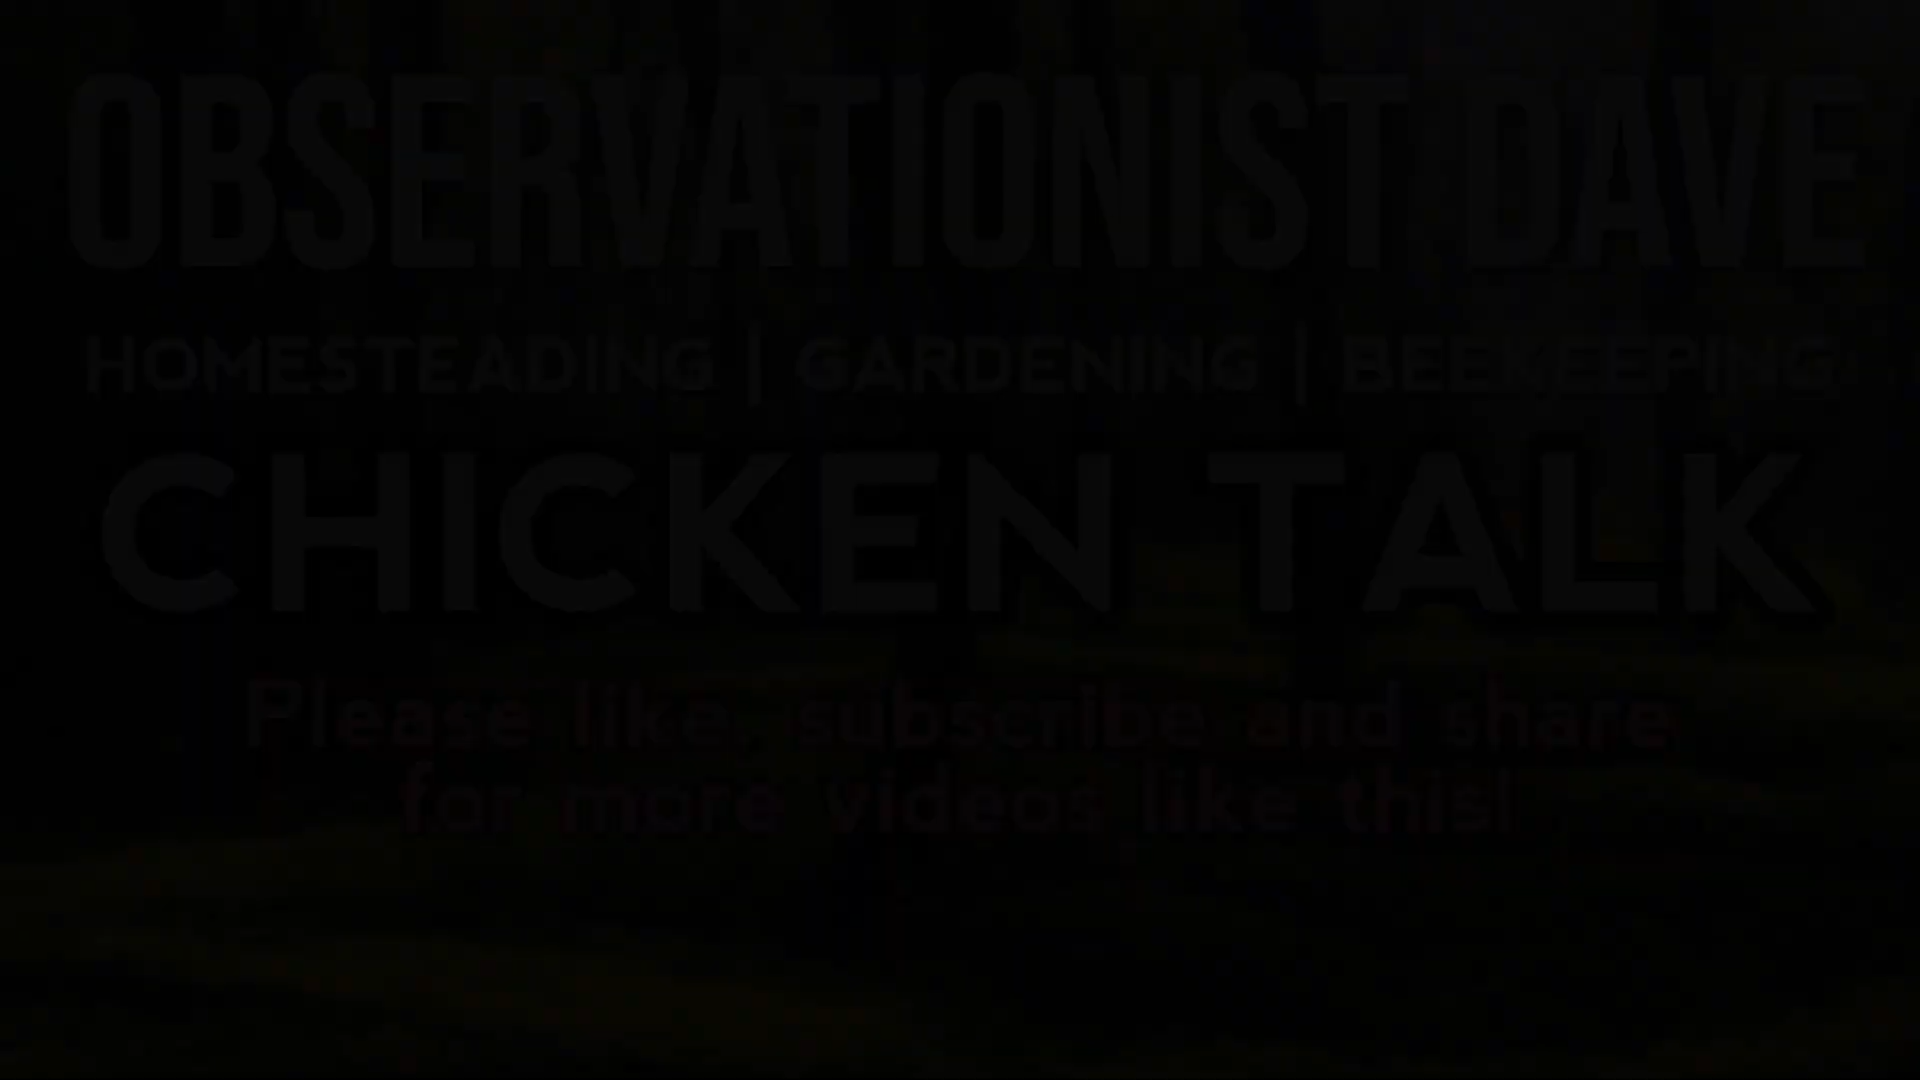 OBSERVATIONIST DAVE
HOMESTEADING | GARDENING | BEEKEEPING
CHICKEN TALK
Please like, subscribe and share
for more videos like this!